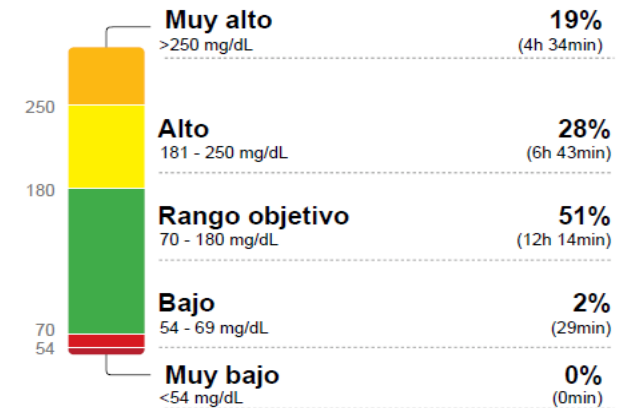 Muy alto 19%
>250 mg/dL (4h 34min)
250
Alto 28%
181 - 250 mg/dL (6h 43min)
180
Rango objetivo 51%
70 - 180 mg/dL (12h 14min)
Bajo 2%
70 54 - 69 mg/dL (29min)
54
Muy bajo 0%
<54 mg/dL (0min)